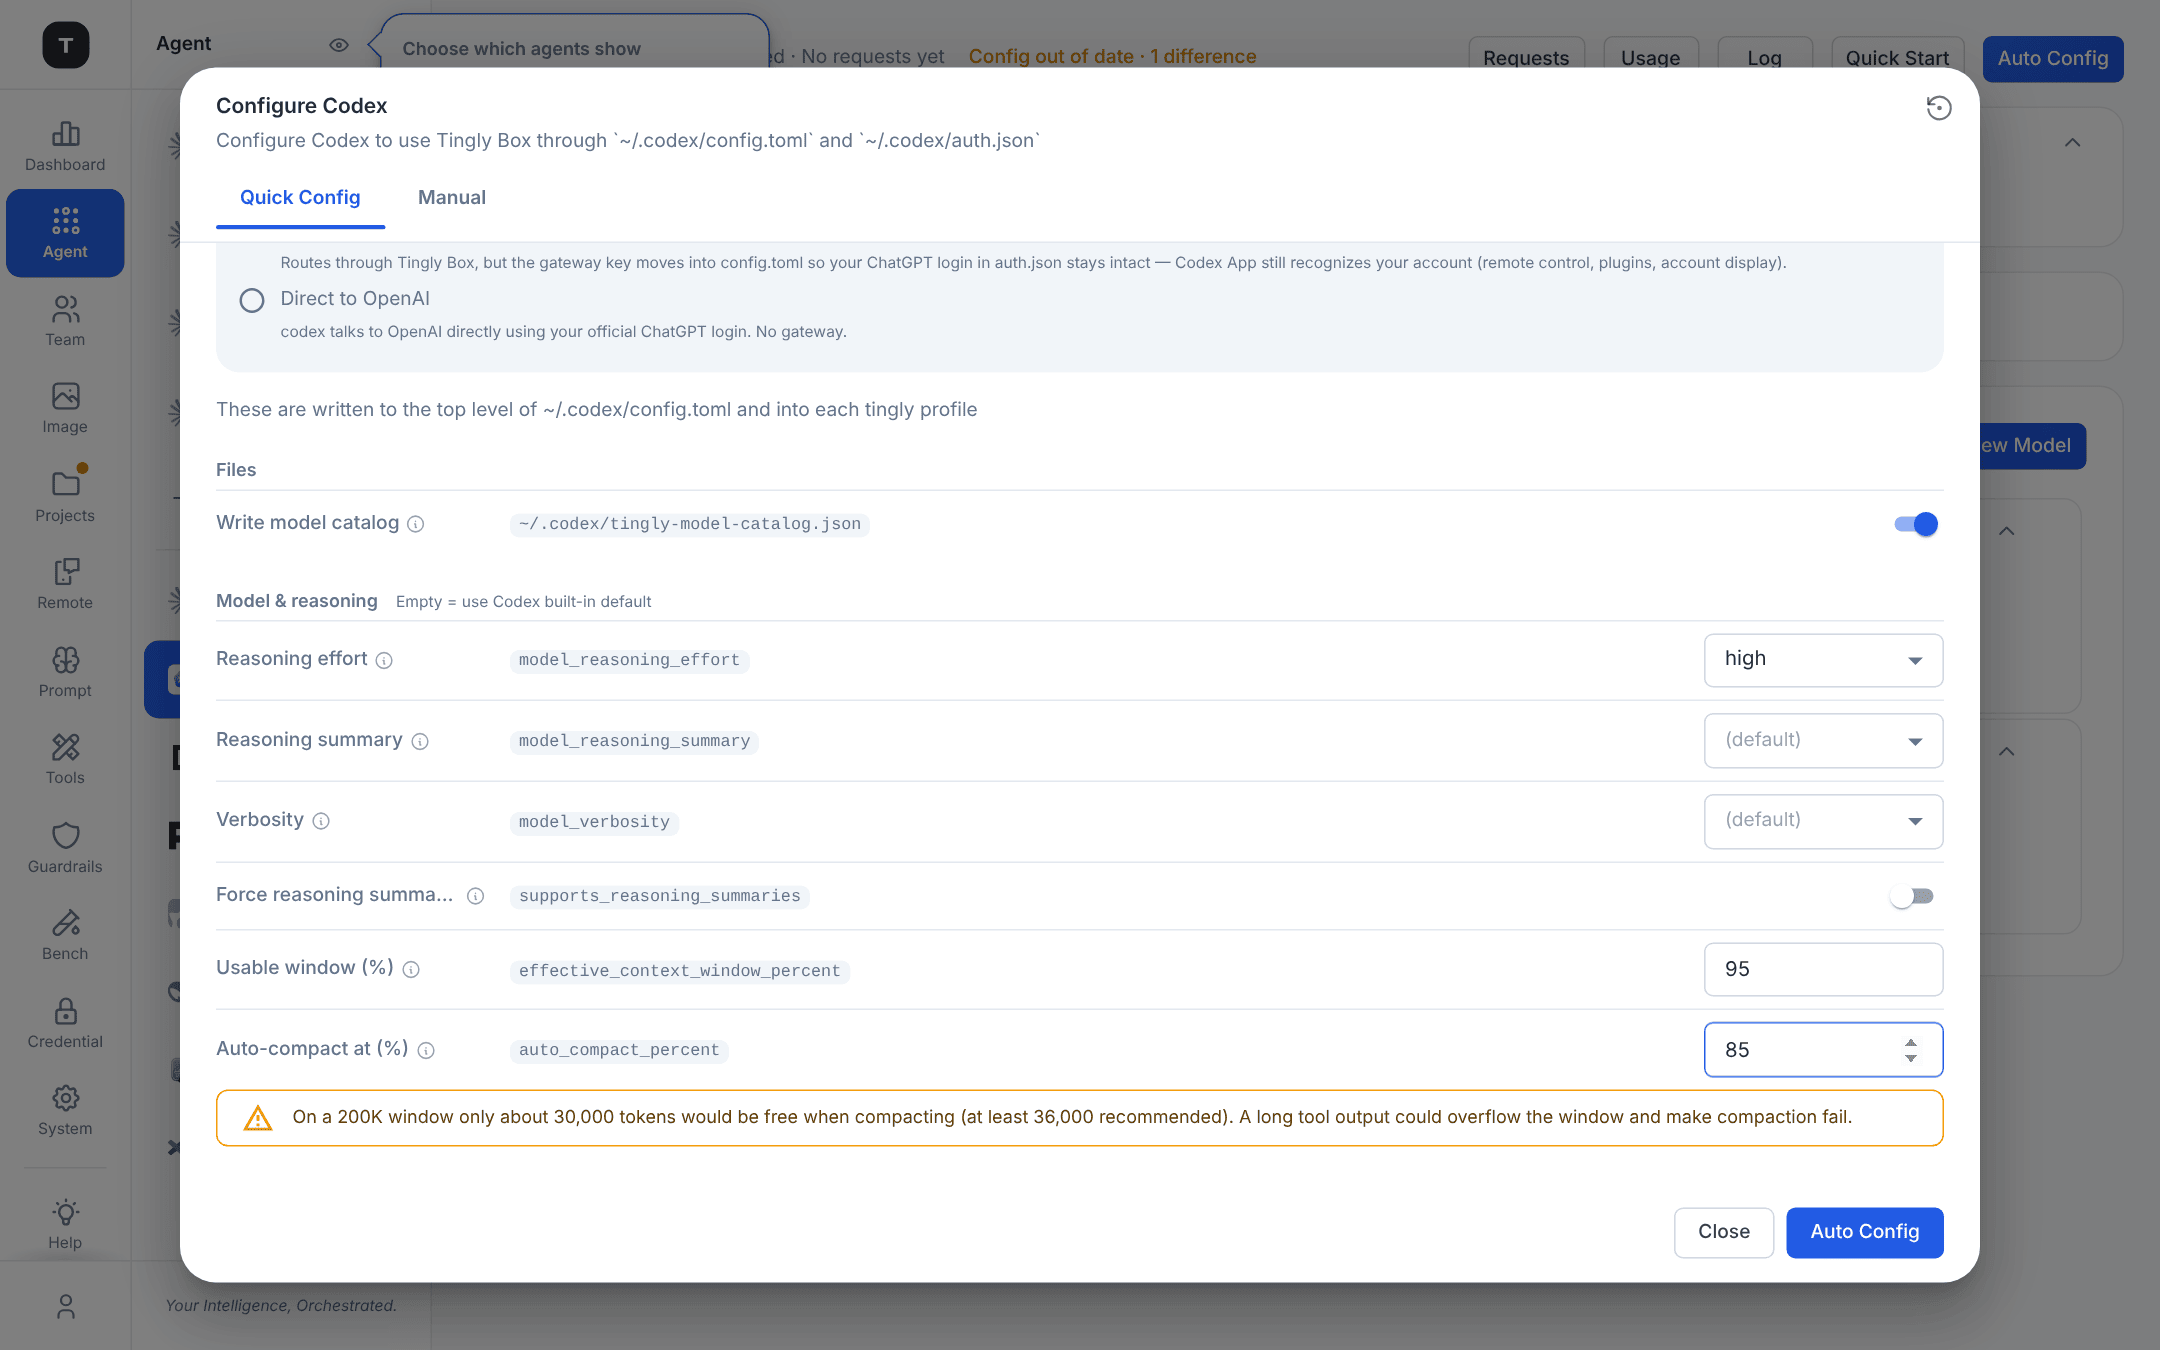 T
Agent
Choose which agents show
ed · No requests yet
Config out of date · 1 difference
Requests
Usage
Log
Quick Start
Auto Config
Dashboard
Agent
Team
Image
Projects
Remote
Prompt
Tools
Guardrails
Bench
Credential
System
Help
Your Intelligence, Orchestrated.
ew Model
Configure Codex
Configure Codex to use Tingly Box through `~/.codex/config.toml` and `~/.codex/auth.json`
Quick Config
Manual
Routes through Tingly Box, but the gateway key moves into config.toml so your ChatGPT login in auth.json stays intact — Codex App still recognizes your account (remote control, plugins, account display).
Direct to OpenAI
codex talks to OpenAI directly using your official ChatGPT login. No gateway.
These are written to the top level of ~/.codex/config.toml and into each tingly profile
Files
Write model catalog ~/.codex/tingly-model-catalog.json
Model & reasoning Empty = use Codex built-in default
Reasoning effort model_reasoning_effort high
Reasoning summary model_reasoning_summary (default)
Verbosity model_verbosity (default)
Force reasoning summa... supports_reasoning_summaries
Usable window (%) effective_context_window_percent 95
Auto-compact at (%) auto_compact_percent 85
On a 200K window only about 30,000 tokens would be free when compacting (at least 36,000 recommended). A long tool output could overflow the window and make compaction fail.
Close
Auto Config